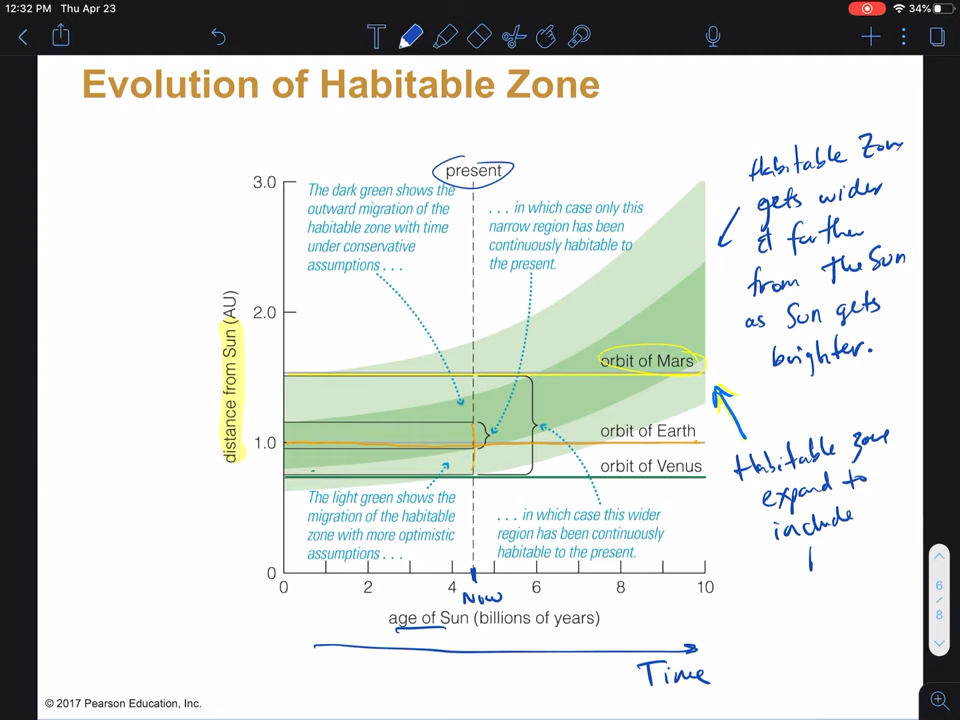 12:32 PM Thu Apr 23
34%
Evolution of Habitable Zone
present
3.0
2.0
1.0
0
distance from Sun (AU)
The dark green shows the
outward migration of the
habitable zone with time
under conservative
assumptions . . .
. . . in which case only this
narrow region has been
continuously habitable to
the present.
orbit of Mars
orbit of Earth
orbit of Venus
The light green shows the
migration of the habitable
zone with more optimistic
assumptions . . .
. . . in which case this wider
region has been continuously
habitable to the present.
0 2 4 6 8 10
Now
age of Sun (billions of years)
Time
Habitable Zone
gets wider
& farther
from the Sun
as Sun gets
brighter.
Habitable zone
expand to
include
6
/
8
© 2017 Pearson Education, Inc.